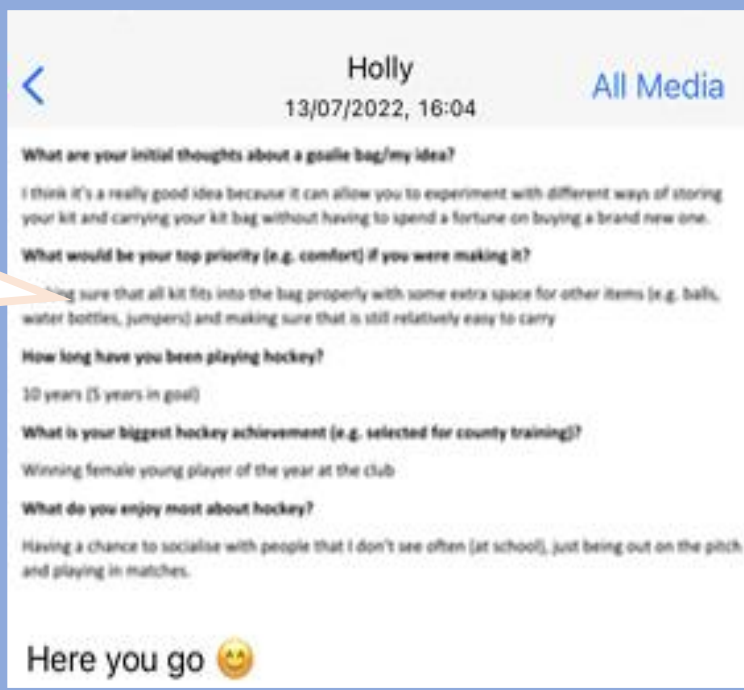 Holly
13/07/2022, 16:04
All Media
What are your initial thoughts about a goalie bag/my idea?
I think it's a really good idea because it can allow you to experiment with different ways of storing
your kit and carrying your kit bag without having to spend a fortune on buying a brand new one.
What would be your top priority (e.g. comfort) if you were making it?
sure that all kit fits into the bag properly with some extra space for other items (e.g. balls,
water bottles, jumpers) and making sure that is still relatively easy to carry
How long have you been playing hockey?
10 years (5 years in goal)
What is your biggest hockey achievement (e.g. selected for county training)?
Winning female young player of the year at the club
What do you enjoy most about hockey?
Having a chance to socialise with people that I don't see often (at school), just being out on the pitch
and playing in matches.
Here you go 😊